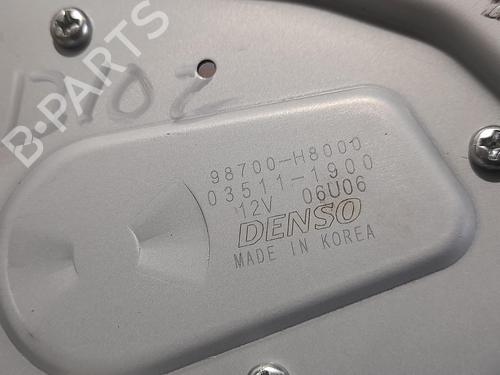 B-PARTS
98700-H8000
03511-1900
12V 06U06
DENSO
MADE IN KOREA